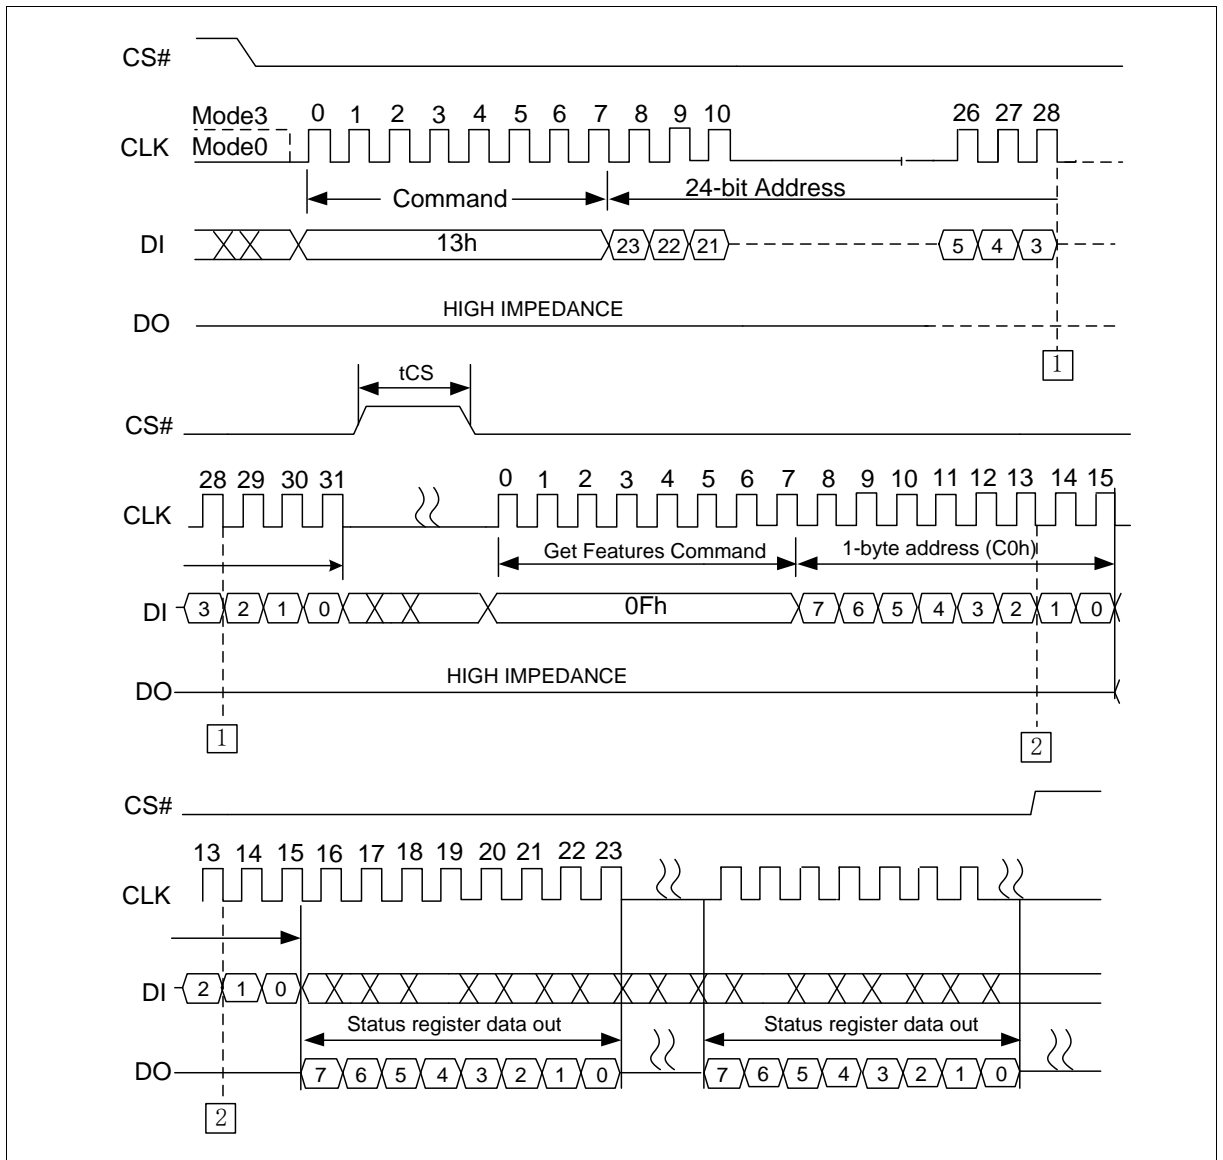 CS#
Mode3
0 1 2 3 4 5 6 7 8 9 10 26 27 28
CLK
Mode0
Command
24-bit Address
DI
13h
23 22 21 5 4 3
HIGH IMPEDANCE
DO
1
tCS
CS#
28 29 30 31 0 1 2 3 4 5 6 7 8 9 10 11 12 13 14 15
CLK
Get Features Command
1-byte address (C0h)
DI
3 2 1 0
0Fh
7 6 5 4 3 2 1 0
HIGH IMPEDANCE
DO
1
2
CS#
13 14 15 16 17 18 19 20 21 22 23
CLK
DI
2 1 0
Status register data out
Status register data out
DO
7 6 5 4 3 2 1 0
7 6 5 4 3 2 1 0
2